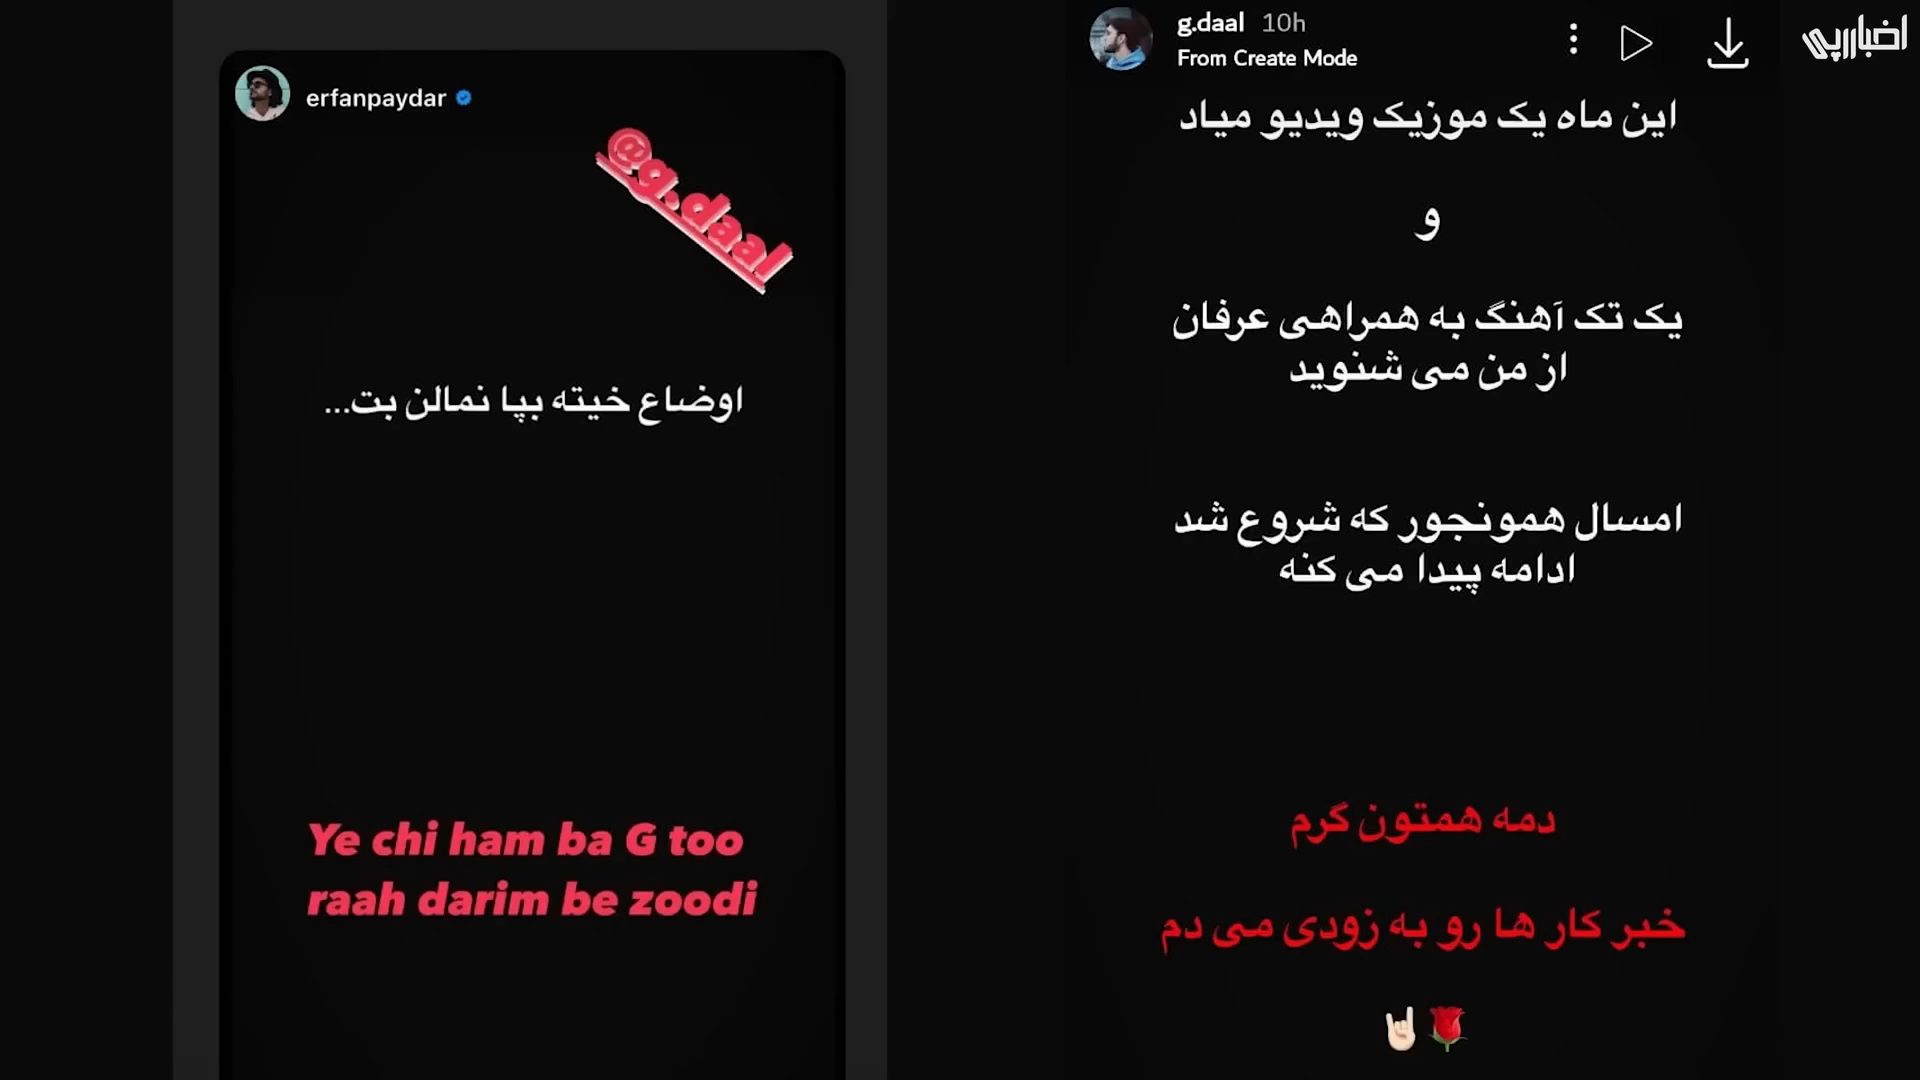 erfanpaydar
@g.daal
اوضاع خیته بپا نمالن بت...
Ye chi ham ba G too
raah darim be zoodi
g.daal 10h
From Create Mode
اخباررپی
این ماه یک موزیک ویدیو میاد
و
یک تک آهنگ به همراهی عرفان
از من می شنوید
امسال همونجور که شروع شد
ادامه پیدا می کنه
دمه همتون گرم
خبر کار ها رو به زودی می دم
🤘🏻🌹